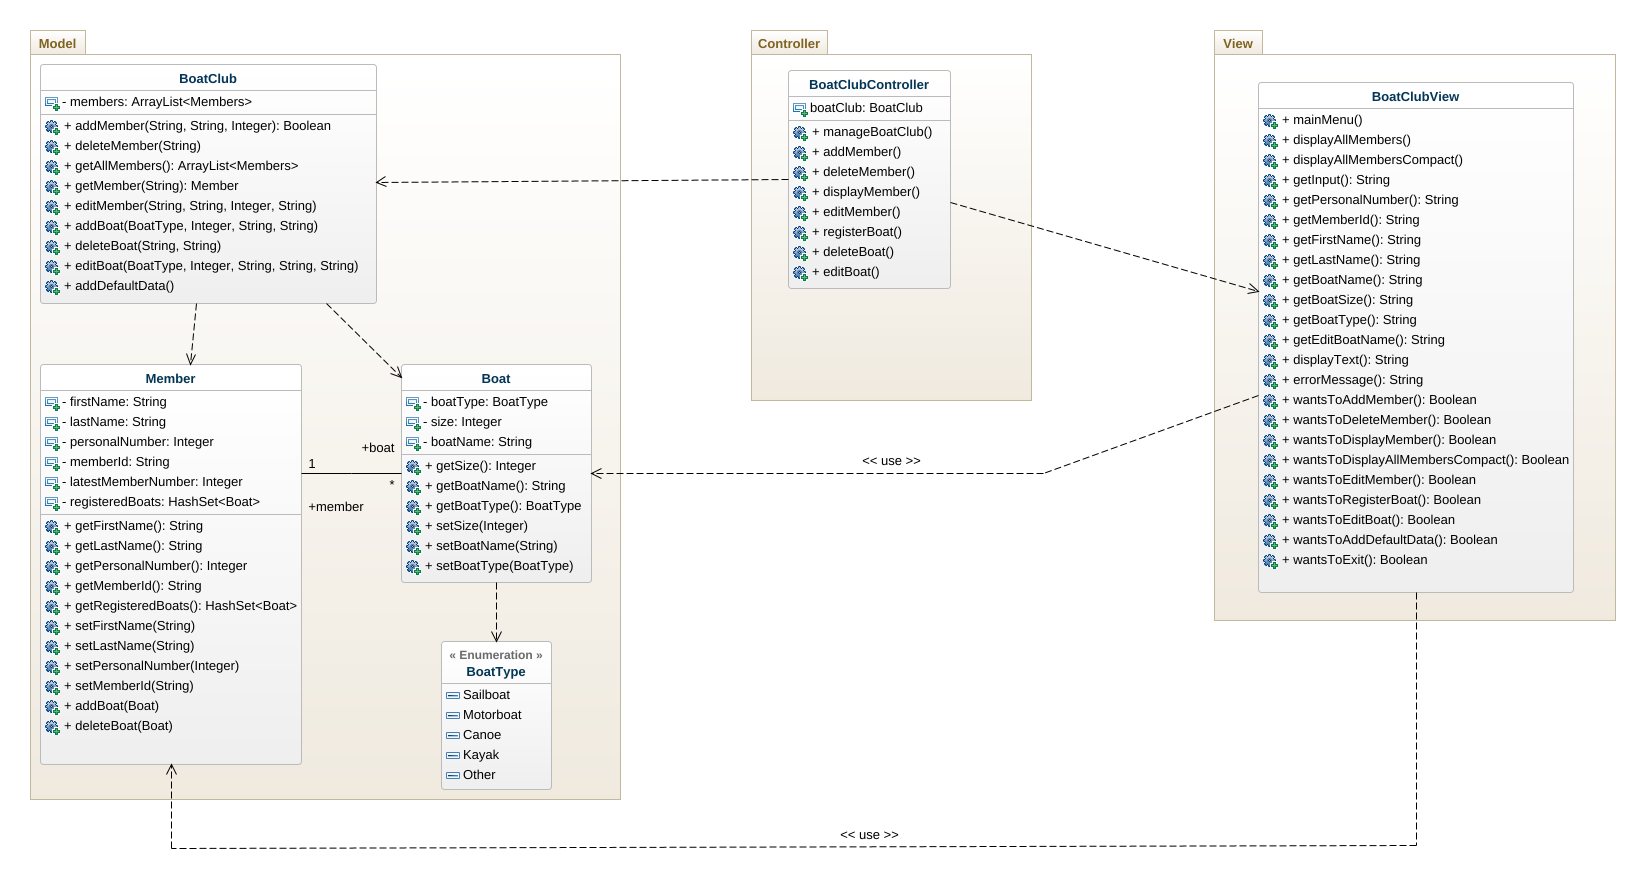 Model
BoatClub
- members: ArrayList<Members>
+ addMember(String, String, Integer): Boolean
+ deleteMember(String)
+ getAllMembers(): ArrayList<Members>
+ getMember(String): Member
+ editMember(String, String, Integer, String)
+ addBoat(BoatType, Integer, String, String)
+ deleteBoat(String, String)
+ editBoat(BoatType, Integer, String, String, String)
+ addDefaultData()
Member
- firstName: String
- lastName: String
- personalNumber: Integer
- memberId: String
- latestMemberNumber: Integer
- registeredBoats: HashSet<Boat>
+ getFirstName(): String
+ getLastName(): String
+ getPersonalNumber(): Integer
+ getMemberId(): String
+ getRegisteredBoats(): HashSet<Boat>
+ setFirstName(String)
+ setLastName(String)
+ setPersonalNumber(Integer)
+ setMemberId(String)
+ addBoat(Boat)
+ deleteBoat(Boat)
+boat
1
*
+member
Boat
- boatType: BoatType
- size: Integer
- boatName: String
+ getSize(): Integer
+ getBoatName(): String
+ getBoatType(): BoatType
+ setSize(Integer)
+ setBoatName(String)
+ setBoatType(BoatType)
« Enumeration »
BoatType
Sailboat
Motorboat
Canoe
Kayak
Other
Controller
BoatClubController
boatClub: BoatClub
+ manageBoatClub()
+ addMember()
+ deleteMember()
+ displayMember()
+ editMember()
+ registerBoat()
+ deleteBoat()
+ editBoat()
<< use >>
<< use >>
View
BoatClubView
+ mainMenu()
+ displayAllMembers()
+ displayAllMembersCompact()
+ getInput(): String
+ getPersonalNumber(): String
+ getMemberId(): String
+ getFirstName(): String
+ getLastName(): String
+ getBoatName(): String
+ getBoatSize(): String
+ getBoatType(): String
+ getEditBoatName(): String
+ displayText(): String
+ errorMessage(): String
+ wantsToAddMember(): Boolean
+ wantsToDeleteMember(): Boolean
+ wantsToDisplayMember(): Boolean
+ wantsToDisplayAllMembersCompact(): Boolean
+ wantsToEditMember(): Boolean
+ wantsToRegisterBoat(): Boolean
+ wantsToEditBoat(): Boolean
+ wantsToAddDefaultData(): Boolean
+ wantsToExit(): Boolean